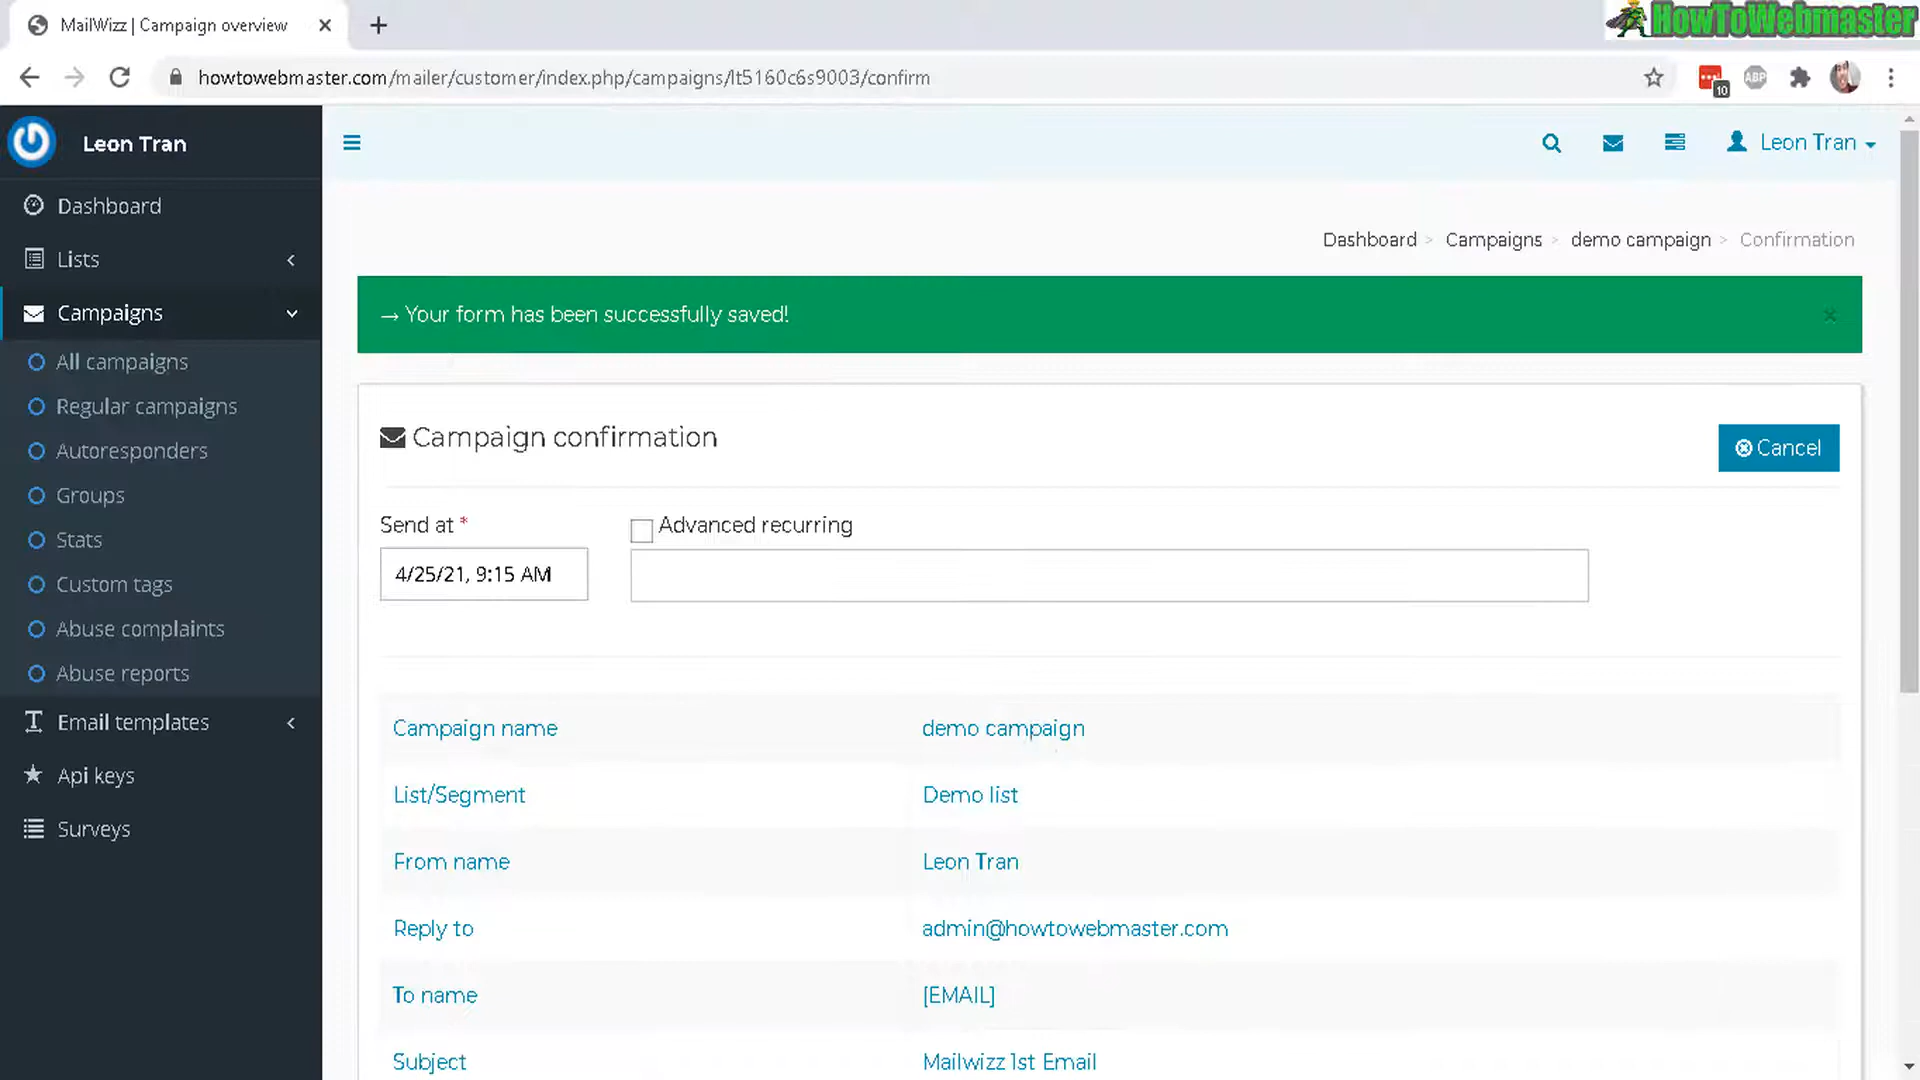 MailWizz | Campaign overview
HowToWebmaster
howtowebmaster.com/mailer/customer/index.php/campaigns/lt5160c6s9003/confirm
10
ABP
Leon Tran
Leon Tran
Dashboard
Lists
Campaigns
All campaigns
Regular campaigns
Autoresponders
Groups
Stats
Custom tags
Abuse complaints
Abuse reports
Email templates
Api keys
Surveys
Dashboard > Campaigns > demo campaign > Confirmation
→ Your form has been successfully saved! ×
Campaign confirmation
Cancel
Send at *
Advanced recurring
4/25/21, 9:15 AM
Campaign name demo campaign
List/Segment Demo list
From name Leon Tran
Reply to admin@howtowebmaster.com
To name [EMAIL]
Subject Mailwizz 1st Email